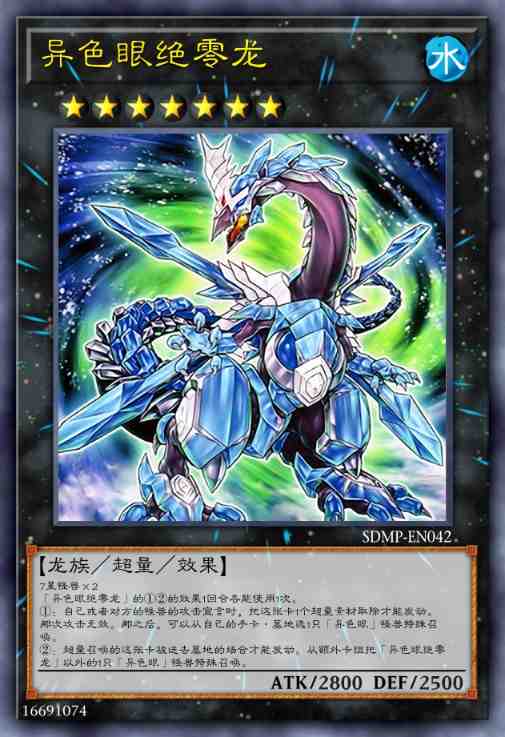 异色眼绝零龙
水
SDMP-EN042
【龙族／超量／效果】
7星怪兽×2
「异色眼绝零龙」的①②的效果1回合各能使用1次。
①：自己或者对方的怪兽的攻击宣言时，把这张卡1个超量素材取除才能发动。
那次攻击无效。那之后，可以从自己的手卡·墓地选1只「异色眼」怪兽特殊召
唤。
②：超量召唤的这张卡被送去墓地的场合才能发动。从额外卡组把「异色眼绝零
龙」以外的1只「异色眼」怪兽特殊召唤。
ATK/2800 DEF/2500
16691074